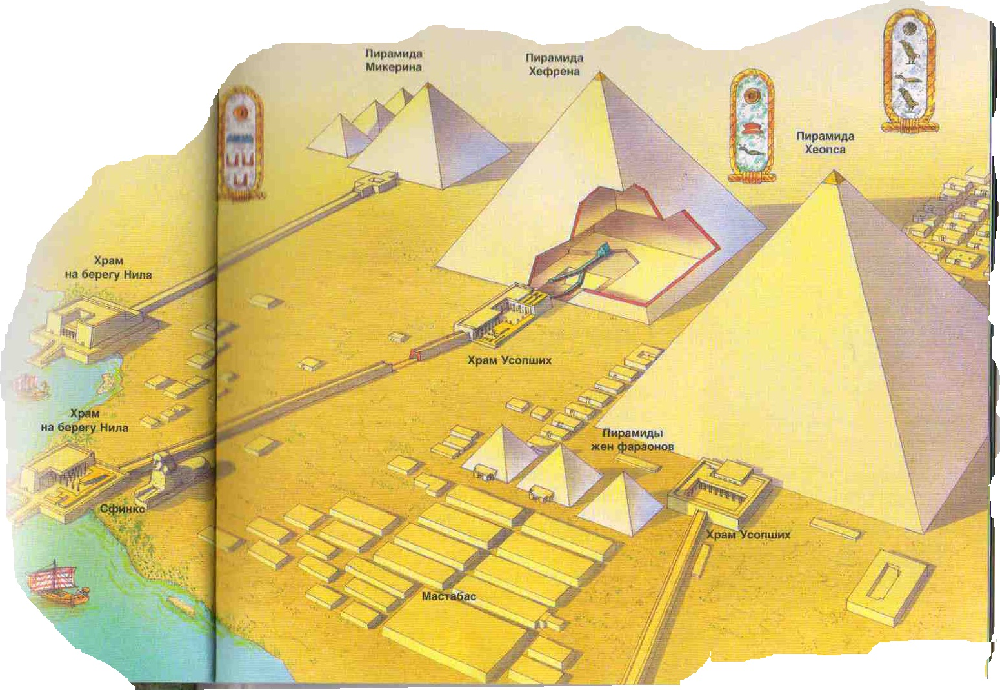 Пирамида
Микерина
Пирамида
Хефрена
Пирамида
Хеопса
Храм
на берегу Нила
Храм Усопших
Храм
на берегу Нила
Пирамиды
жен фараонов
Сфинкс
Храм Усопших
Мастабас